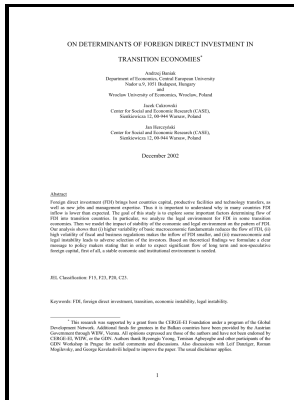 ON DETERMINANTS OF FOREIGN DIRECT INVESTMENT IN
TRANSITION ECONOMIES*
Andrzej Baniak
Department of Economics, Central European University
Nador u.9, 1051 Budapest, Hungary
and
Wroclaw University of Economics, Wroclaw, Poland
Jacek Cukrowski
Center for Social and Economic Research (CASE),
Sienkiewicza 12, 00-944 Warsaw, Poland
Jan Herczyński
Center for Social and Economic Research (CASE),
Sienkiewicza 12, 00-944 Warsaw, Poland
December 2002
Abstract
Foreign direct investment (FDI) brings host countries capital, productive facilities and technology transfers, as
well as new jobs and management expertise. Thus it is important to understand why in many countries FDI
inflow is lower than expected. The goal of this study is to explore some important factors determining flow of
FDI into transition countries. In particular, we analyse the legal environment for FDI in some transition
economies. Then we model the impact of stability of the economic and legal environment on the pattern of FDI.
Our analysis shows that (i) higher variability of basic macroeconomic fundamentals reduces the flow of FDI, (ii)
high volatility of fiscal and business regulations makes the inflow of FDI smaller, and (iii) macroeconomic and
legal instability leads to adverse selection of the investors. Based on theoretical findings we formulate a clear
message to policy makers stating that in order to expect significant flow of long term and non-speculative
foreign capital, first of all, a stable economic and institutional environment is needed.
JEL Classification: F15, F23, P20, C25.
Keywords: FDI, foreign direct investment, transition, economic instability, legal instability.
* This research was supported by a grant from the CERGE-EI Foundation under a program of the Global
Development Network. Additional funds for grantees in the Balkan countries have been provided by the Austrian
Government through WIIW, Vienna. All opinions expressed are those of the authors and have not been endorsed by
CERGE-EI, WIIW, or the GDN. Authors thank Byeongju Yeong, Tomisan Agbeyegbe and other participants of the
GDN Workshop in Prague for useful comments and discussions. Also discussions with Leif Danziger, Roman
Mogilevsky, and George Kavelashvili helped to improve the paper. The usual disclaimer applies.
1